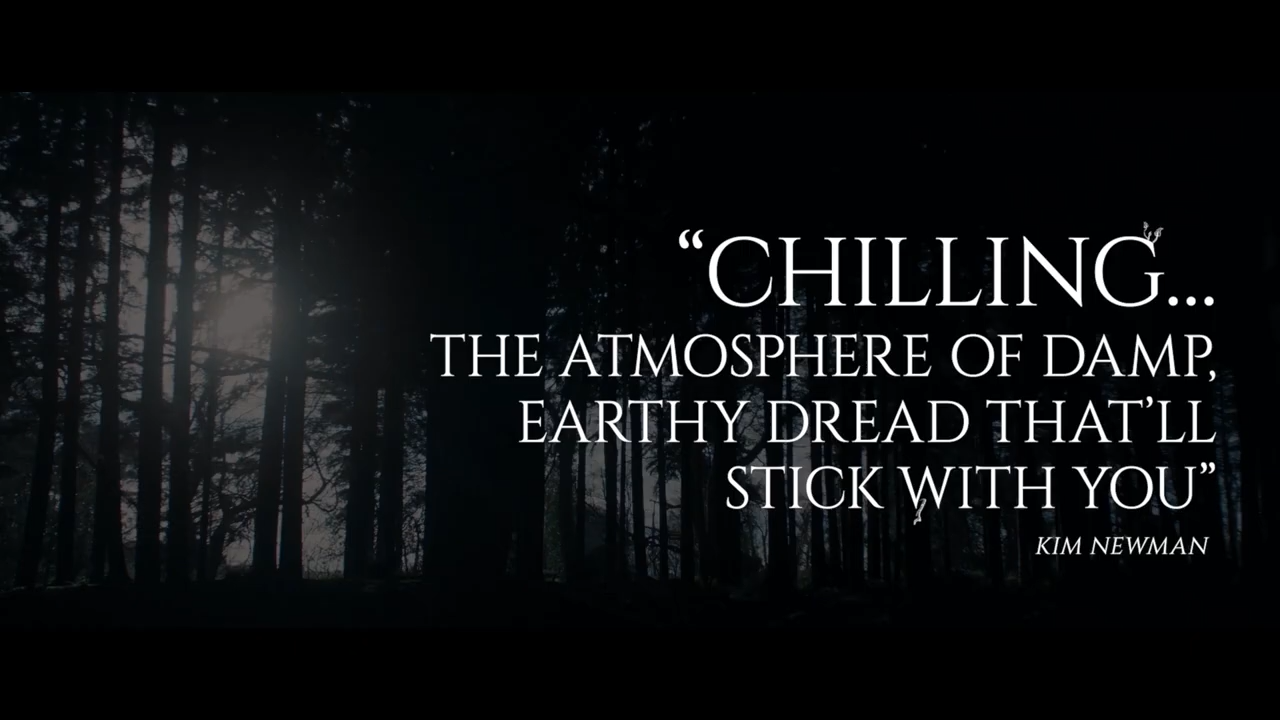 “CHILLING...
THE ATMOSPHERE OF DAMP,
EARTHY DREAD THAT’LL
STICK WITH YOU”
KIM NEWMAN